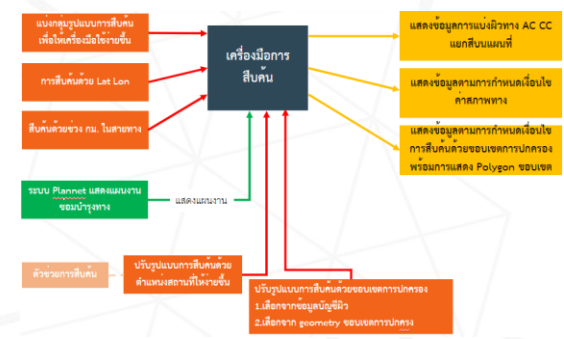 แบ่งกลุ่มรูปแบบการสืบค้น
เพื่อให้เครื่องมือใช้ง่ายขึ้น
การสืบค้นด้วย Lat Lon
สืบค้นด้วยช่วง กม. ในสายทาง
เครื่องมือการ
สืบค้น
แสดงข้อมูลการแบ่งผิวทาง AC CC
แยกสีบนแผนที่
แสดงข้อมูลตามการกำหนดเงื่อนไข
ค่าสภาพทาง
แสดงข้อมูลตามการกำหนดเงื่อนไข
การสืบค้นด้วยขอบเขตการปกครอง
พร้อมการแสดง Polygon ขอบเขต
ระบบ Plannet แสดงแผนงาน
ซอมบำรุงทาง
แสดงแผนงาน
ตัวช่วยการสืบค้น
ปรับรูปแบบการสืบค้นด้วย
ตำแหน่งสถานที่ให้ง่ายขึ้น
ปรับรูปแบบการสืบค้นด้วยขอบเขตการปกครอง
1.เลือกจากข้อมูลบัญชีผิว
2.เลือกจาก geometry ขอบเขตการปกครง